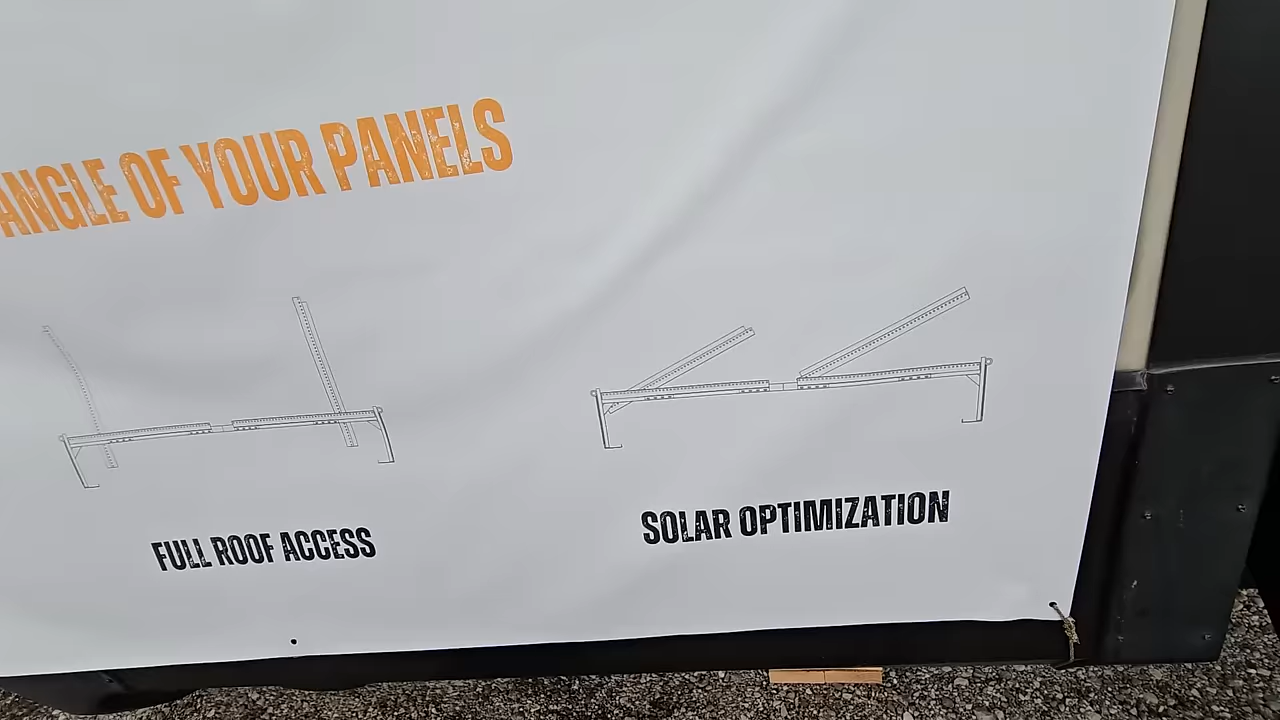 ANGLE OF YOUR PANELS
FULL ROOF ACCESS
SOLAR OPTIMIZATION